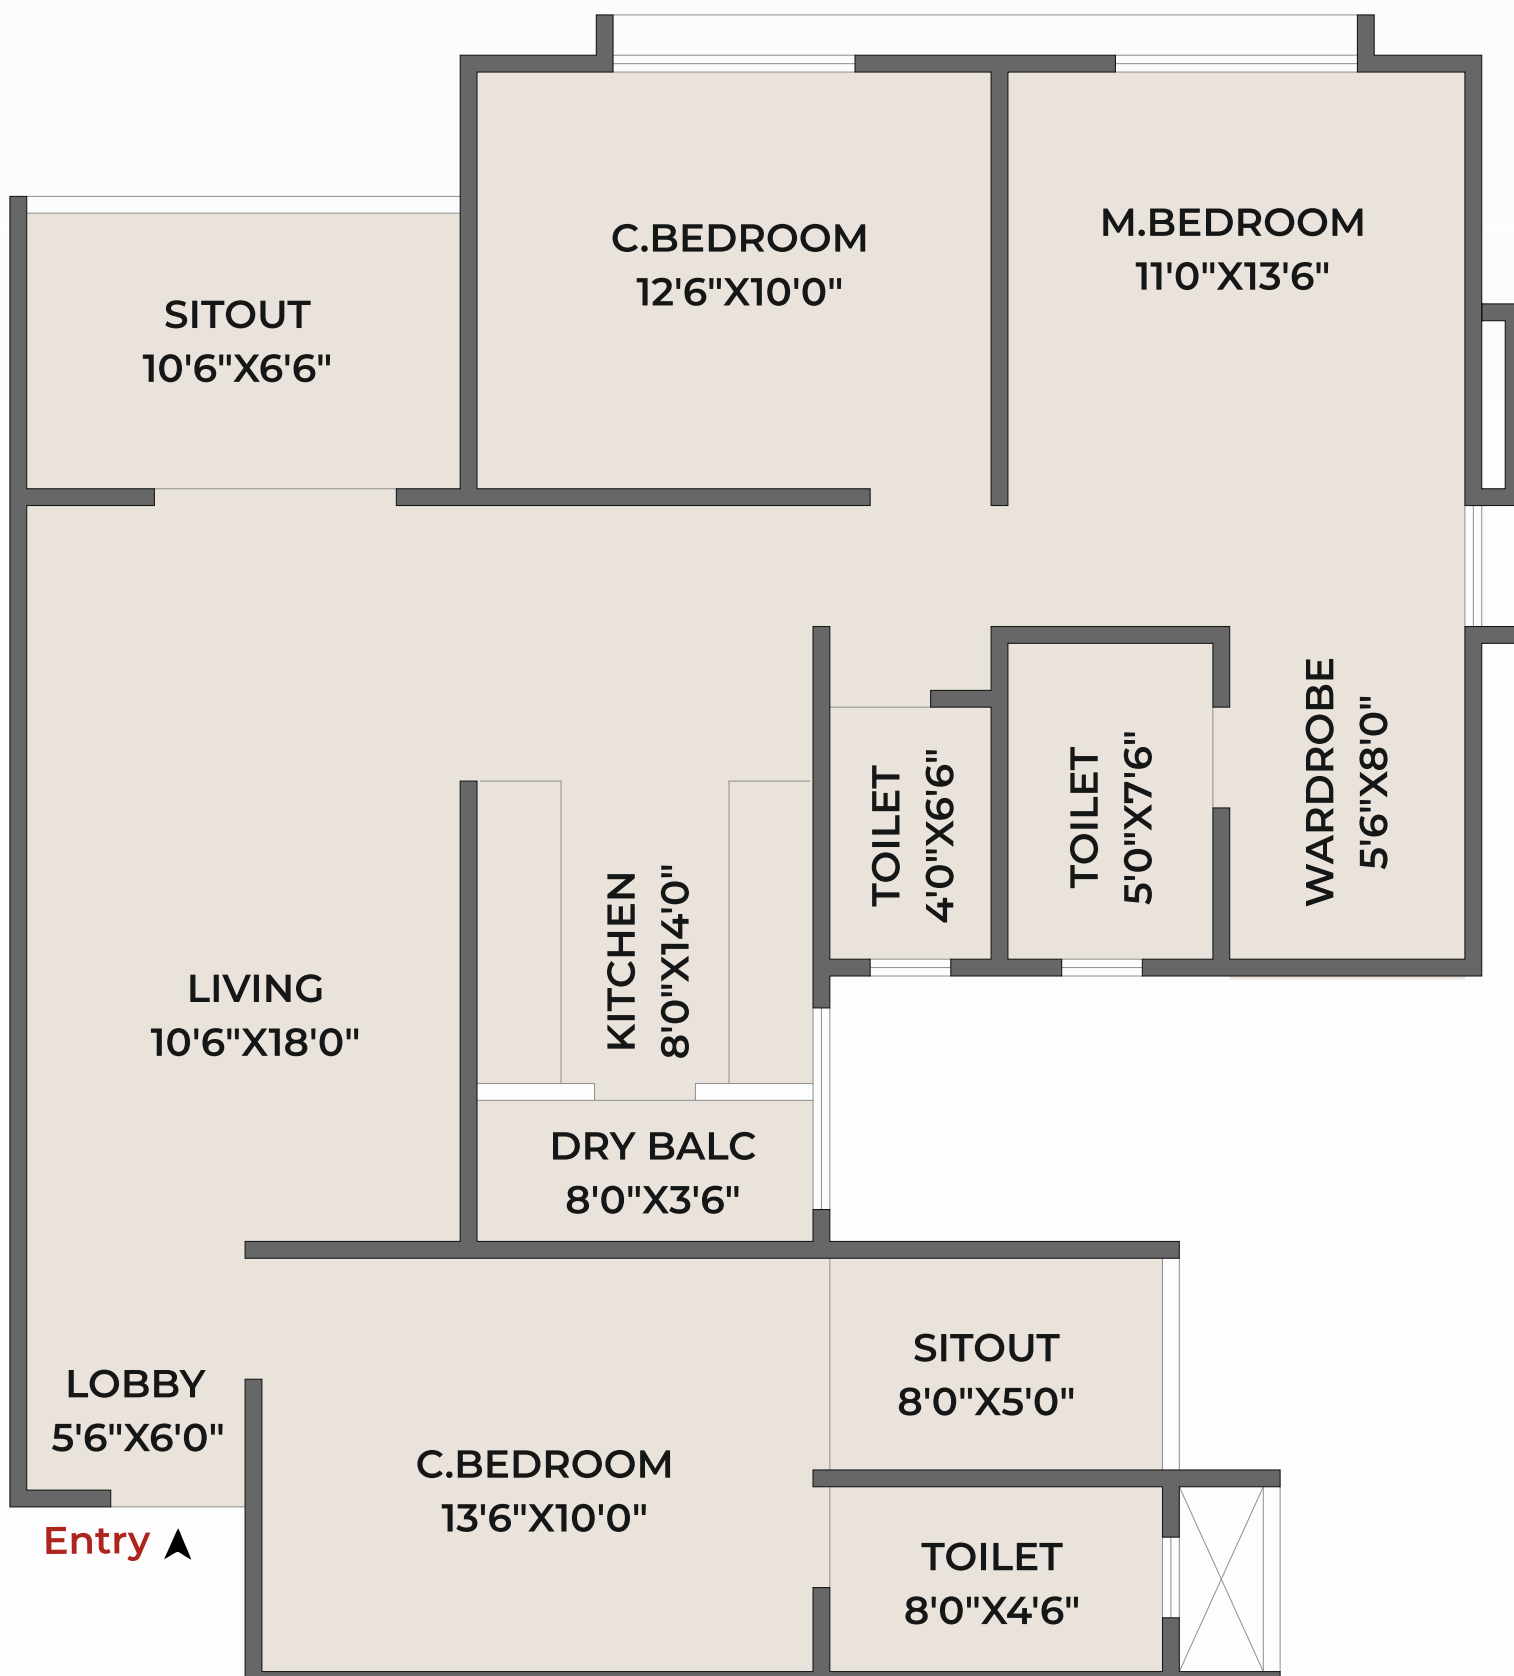 C.BEDROOM
12'6"X10'0"
M.BEDROOM
11'0"X13'6"
SITOUT
10'6"X6'6"
TOILET
4'0"X6'6"
TOILET
5'0"X7'6"
WARDROBE
5'6"X8'0"
KITCHEN
8'0"X14'0"
LIVING
10'6"X18'0"
DRY BALC
8'0"X3'6"
SITOUT
8'0"X5'0"
LOBBY
5'6"X6'0"
C.BEDROOM
13'6"X10'0"
Entry
TOILET
8'0"X4'6"